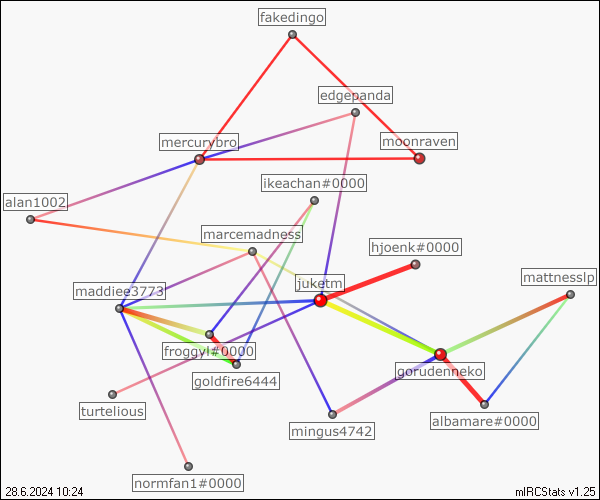 fakedingo
edgepanda
mercurybro
moonraven
ikeachan#0000
alan1002
marcemadness
hjoenk#0000
mattnesslp
juketm
maddiee3773
froggyl#0000
gorudenneko
goldfire6444
turtelious
albamare#0000
mingus4742
normfan1#0000
28.6.2024 10:24
mIRCStats v1.25